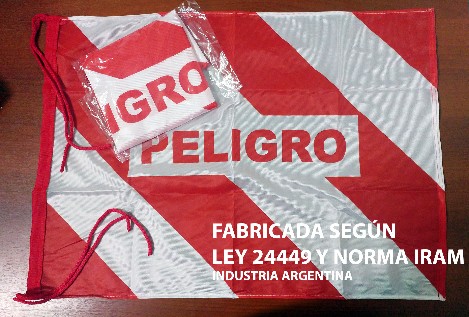 IGRO
PELIGRO
FABRICADA SEGÚN
LEY 24449 Y NORMA IRAM
INDUSTRIA ARGENTINA